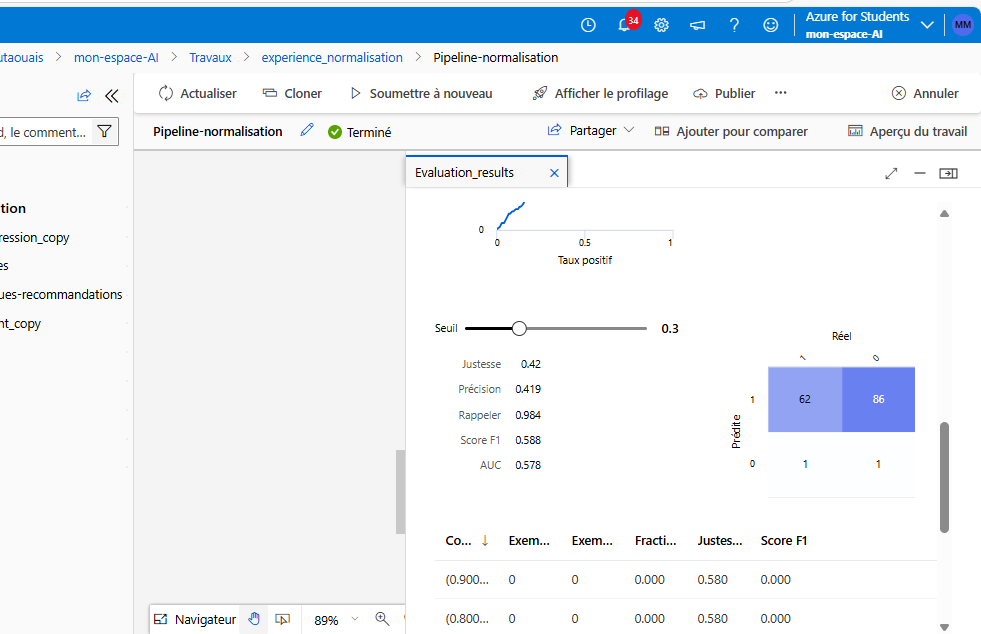 34
Azure for Students
mon-espace-AI
MM
utaouais > mon-espace-AI > Travaux > experience_normalisation > Pipeline-normalisation
Actualiser Cloner Soumettre à nouveau Afficher le profilage Publier ··· Annuler
d, le comment...
Pipeline-normalisation Terminé Partager Ajouter pour comparer Aperçu du travail
Evaluation_results
tion
ression_copy
es
ues-recommandations
nt_copy
0
0 0.5 1
Taux positif
Seuil 0.3
Justesse 0.42
Précision 0.419
Rappeler 0.984
Score F1 0.588
AUC 0.578
Réel
1 0
Prédite
1 62 86
0 1 1
Co... ↓ Exem... Exem... Fracti... Justes... Score F1
(0.900... 0 0 0.000 0.580 0.000
(0.800... 0 0 0.000 0.580 0.000
Navigateur 89%